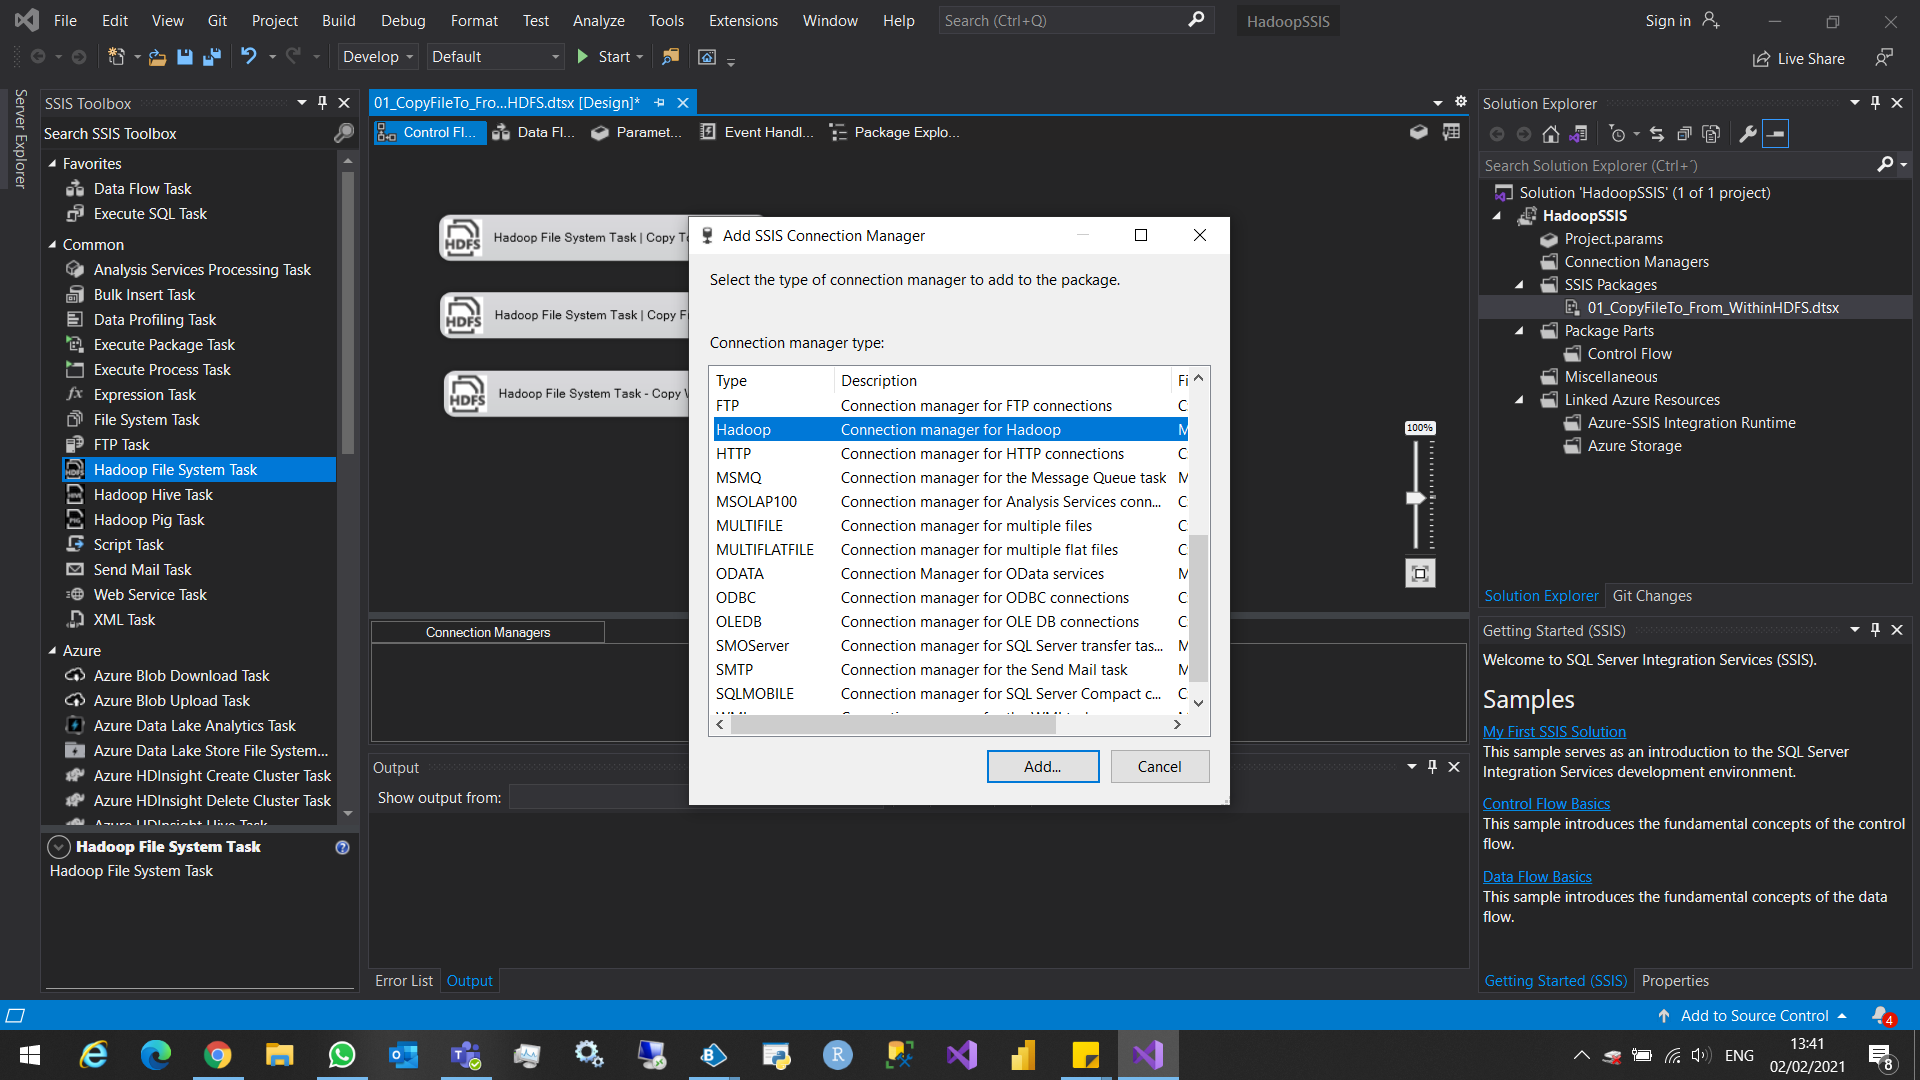 File Edit View Git Project Build Debug Format Test Analyze Tools Extensions Window Help Search (Ctrl+Q) HadoopSSIS Sign in
Develop Default Start Live Share
Server Explorer
SSIS Toolbox
Search SSIS Toolbox
Favorites
Data Flow Task
Execute SQL Task
Common
Analysis Services Processing Task
Bulk Insert Task
Data Profiling Task
Execute Package Task
Execute Process Task
Expression Task
File System Task
FTP Task
Hadoop File System Task
Hadoop Hive Task
Hadoop Pig Task
Script Task
Send Mail Task
Web Service Task
XML Task
Azure
Azure Blob Download Task
Azure Blob Upload Task
Azure Data Lake Analytics Task
Azure Data Lake Store File System...
Azure HDInsight Create Cluster Task
Azure HDInsight Delete Cluster Task
Azure HDInsight Hive Task
Hadoop File System Task
Hadoop File System Task
01_CopyFileTo_Fro...HDFS.dtsx [Design]*
Control Fl... Data Fl... Paramet... Event Handl... Package Explo...
HDFS Hadoop File System Task | Copy T
HDFS Hadoop File System Task | Copy F
HDFS Hadoop File System Task - Copy
100%
Connection Managers
Add SSIS Connection Manager
Select the type of connection manager to add to the package.
Connection manager type:
Type Description Fi
FTP Connection manager for FTP connections C
Hadoop Connection manager for Hadoop M
HTTP Connection manager for HTTP connections C
MSMQ Connection manager for the Message Queue task M
MSOLAP100 Connection manager for Analysis Services conn... C
MULTIFILE Connection manager for multiple files C
MULTIFLATFILE Connection manager for multiple flat files C
ODATA Connection Manager for OData services M
ODBC Connection manager for ODBC connections C
OLEDB Connection manager for OLE DB connections C
SMOServer Connection manager for SQL Server transfer tas... M
SMTP Connection manager for the Send Mail task M
SQLMOBILE Connection manager for SQL Server Compact c... C
Add... Cancel
Output
Show output from:
Error List Output
Solution Explorer
Search Solution Explorer (Ctrl+¨)
Solution 'HadoopSSIS' (1 of 1 project)
HadoopSSIS
Project.params
Connection Managers
SSIS Packages
01_CopyFileTo_From_WithinHDFS.dtsx
Package Parts
Control Flow
Miscellaneous
Linked Azure Resources
Azure-SSIS Integration Runtime
Azure Storage
Solution Explorer Git Changes
Getting Started (SSIS)
Welcome to SQL Server Integration Services (SSIS).
Samples
My First SSIS Solution
This sample serves as an introduction to the SQL Server
Integration Services development environment.
Control Flow Basics
This sample introduces the fundamental concepts of the control
flow.
Data Flow Basics
This sample introduces the fundamental concepts of the data
flow.
Getting Started (SSIS) Properties
Add to Source Control 4
ENG 13:41
02/02/2021 8